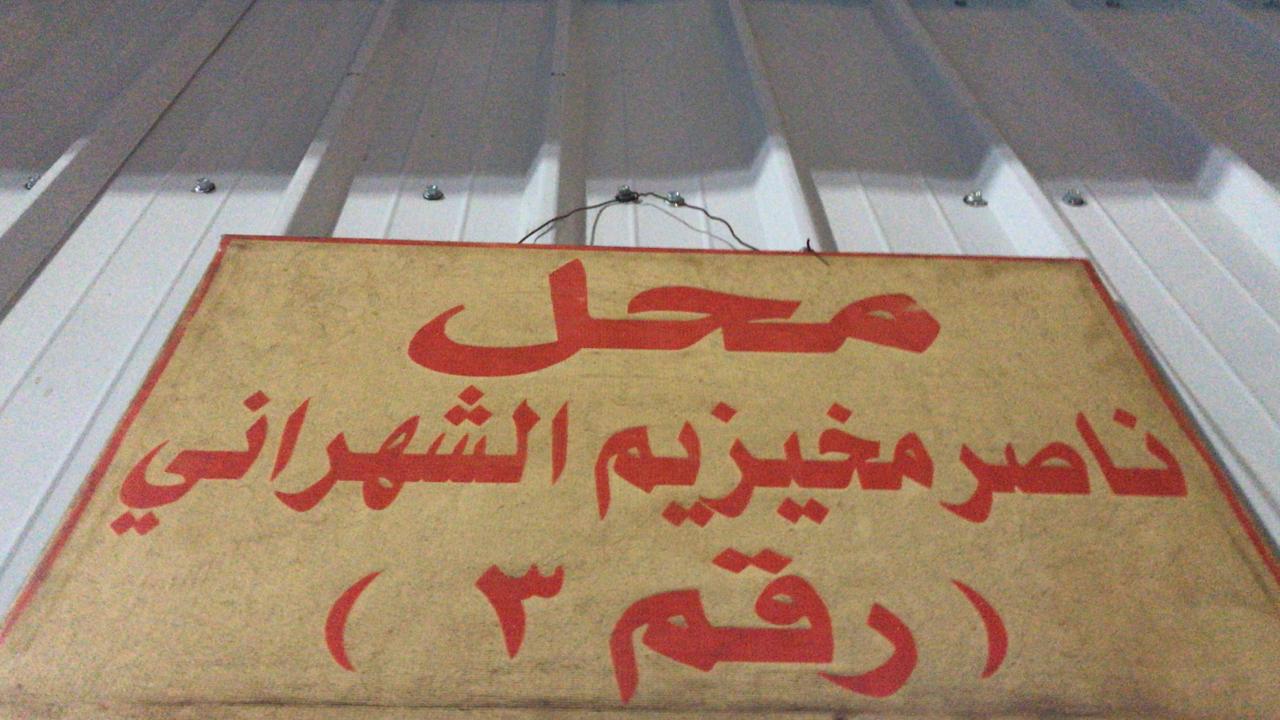 محل
ناصر مخيزيم الشهراني
( رقم ٣ )